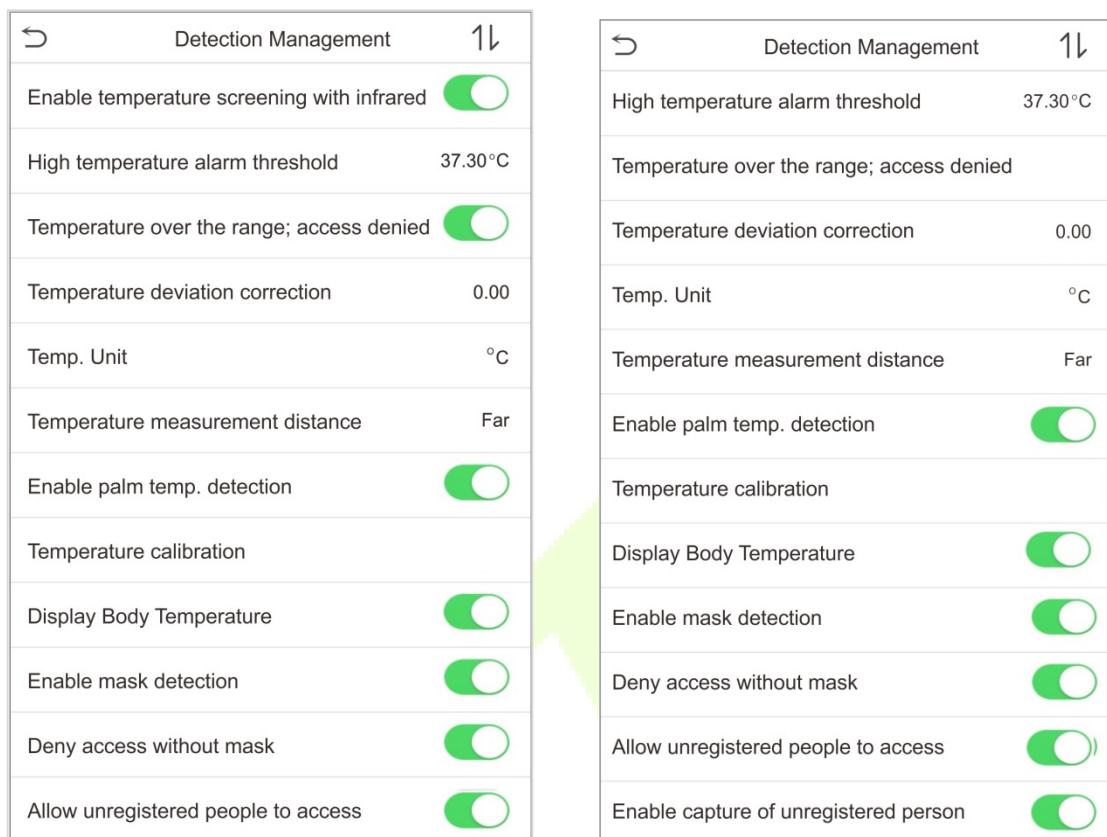 Detection Management
Enable temperature screening with infrared
High temperature alarm threshold 37.30°C
Temperature over the range; access denied
Temperature deviation correction 0.00
Temp. Unit °C
Temperature measurement distance Far
Enable palm temp. detection
Temperature calibration
Display Body Temperature
Enable mask detection
Deny access without mask
Allow unregistered people to access
Detection Management
High temperature alarm threshold 37.30°C
Temperature over the range; access denied
Temperature deviation correction 0.00
Temp. Unit °C
Temperature measurement distance Far
Enable palm temp. detection
Temperature calibration
Display Body Temperature
Enable mask detection
Deny access without mask
Allow unregistered people to access
Enable capture of unregistered person